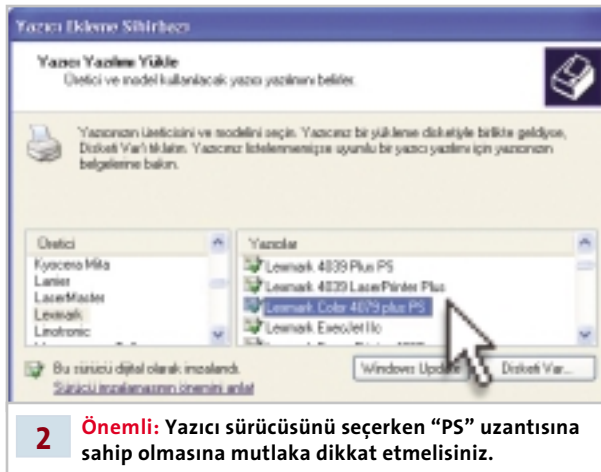 Yazıcı Ekleme Sihirbazı
Yazıcı Yazılımı Yükle
Üretici ve model kullanılacak yazıcı yazılımını belirler.
Yazıcınızın üreticisini ve modelini seçin. Yazıcınız bir yükleme disketiyle birlikte geldiyse,
Disketi Var'ı tıklatın. Yazıcınız listelenmemişse uyumlu bir yazıcı yazılımı için yazıcınızın
belgelerine bakın.
Üretici
Yazıcılar
Kyocera Mita
Lanier
LaserMaster
Lexmark
Linotronic
Lexmark 4039 Plus PS
Lexmark 4039 LaserPrinter Plus
Lexmark Color 4079 plus PS
Lexmark ExecJet IIc
Bu sürücü dijital olarak imzalandı.
Sürücü imzalamasının önemini anlat
Windows Update
Disketi Var...
2
Önemli: Yazıcı sürücüsünü seçerken “PS” uzantısına
sahip olmasına mutlaka dikkat etmelisiniz.